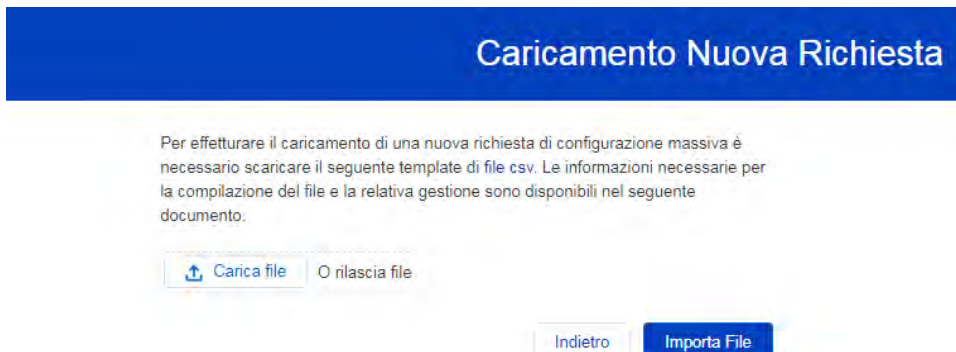 Caricamento Nuova Richiesta
Per effetturare il caricamento di una nuova richiesta di configurazione massiva è
necessario scaricare il seguente template di file csv. Le informazioni necessarie per
la compilazione del file e la relativa gestione sono disponibili nel seguente
documento.
Carica file O rilascia file
Indietro Importa File